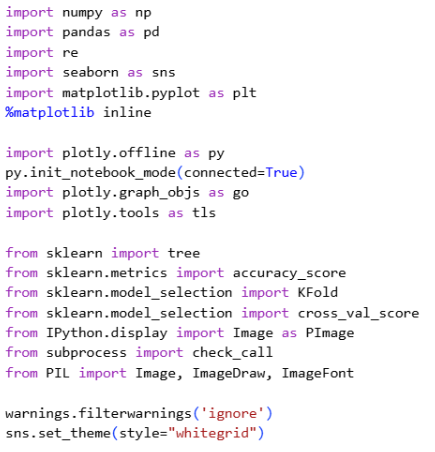 import numpy as np
import pandas as pd
import re
import seaborn as sns
import matplotlib.pyplot as plt
%matplotlib inline

import plotly.offline as py
py.init_notebook_mode(connected=True)
import plotly.graph_objs as go
import plotly.tools as tls

from sklearn import tree
from sklearn.metrics import accuracy_score
from sklearn.model_selection import KFold
from sklearn.model_selection import cross_val_score
from IPython.display import Image as PImage
from subprocess import check_call
from PIL import Image, ImageDraw, ImageFont

warnings.filterwarnings('ignore')
sns.set_theme(style="whitegrid")